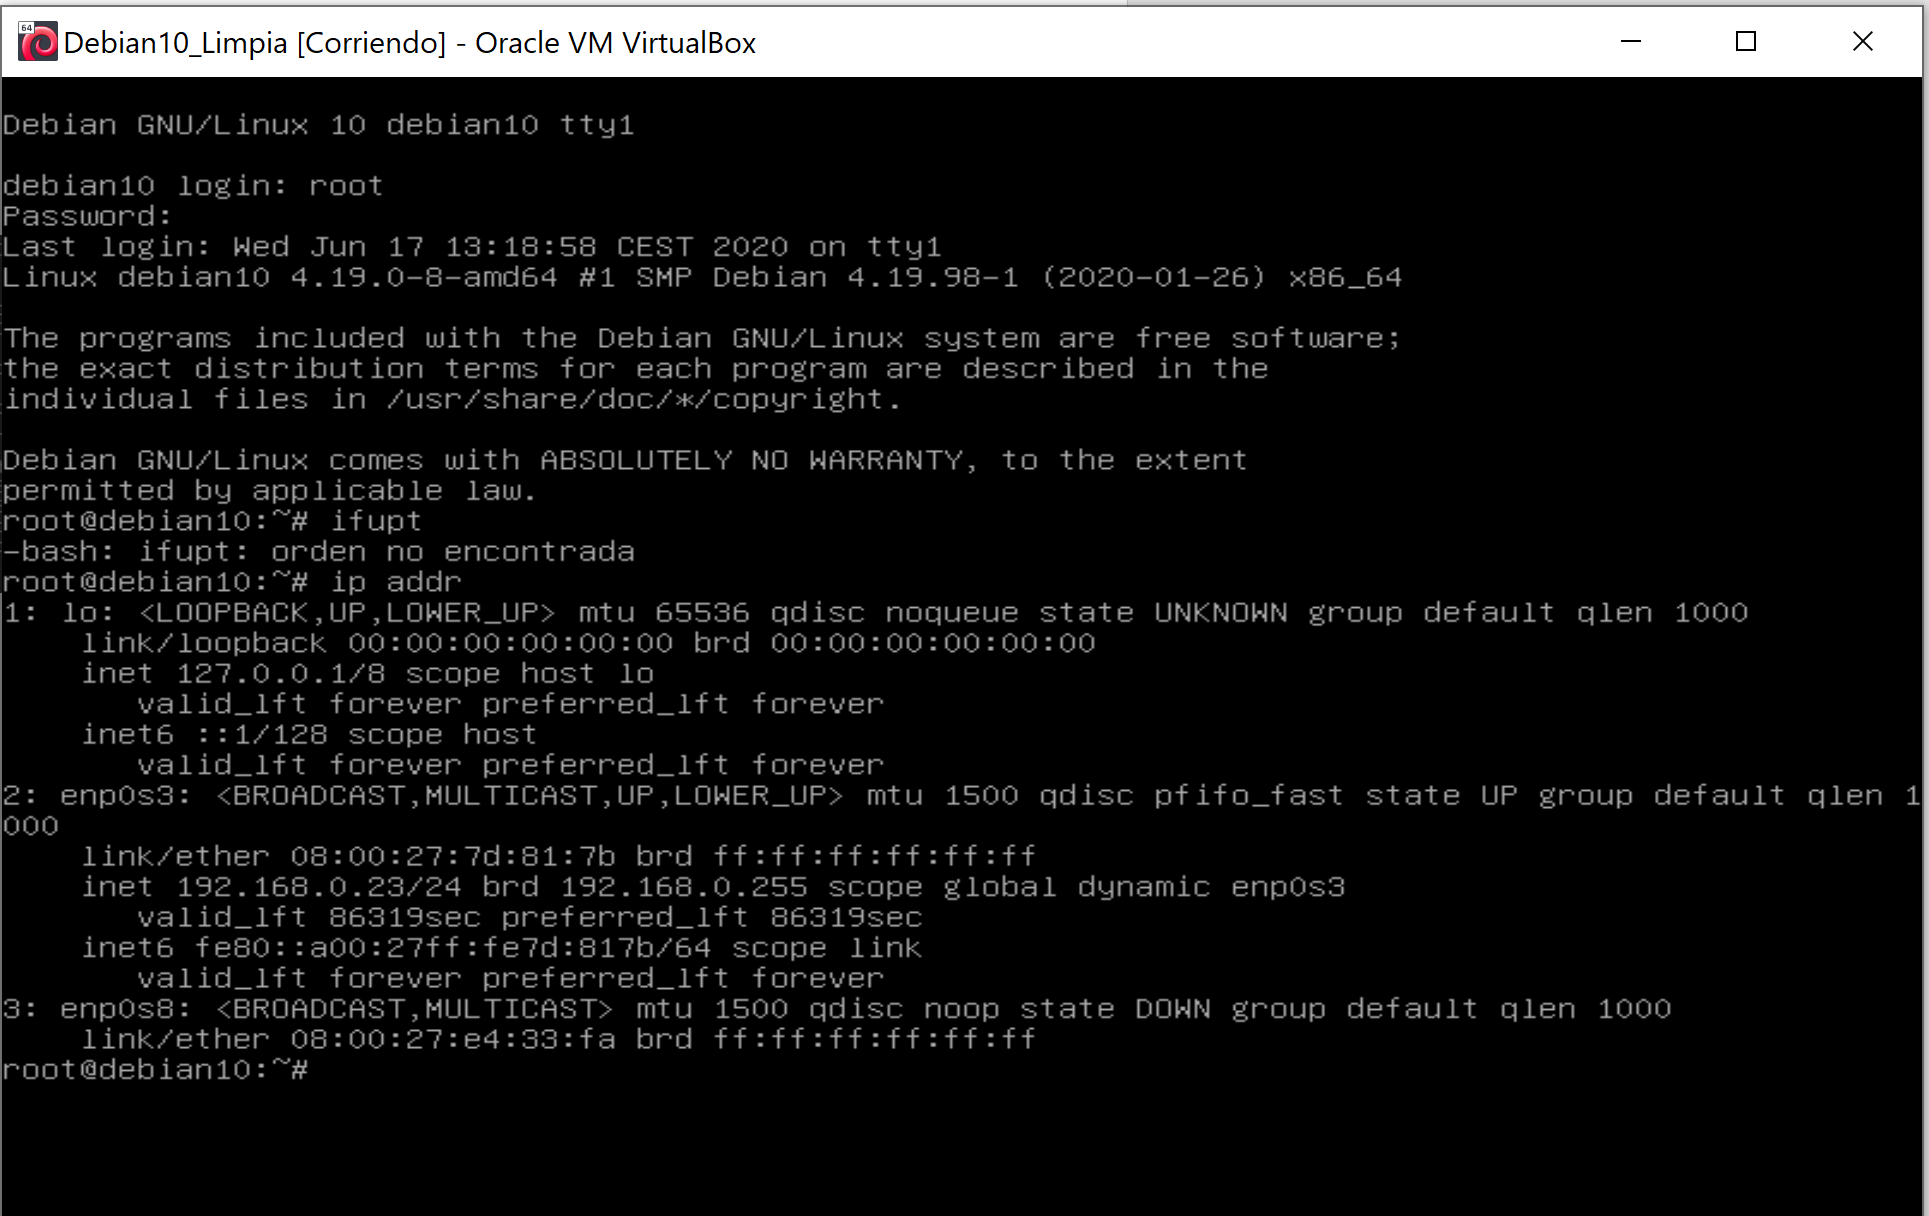 64
Debian10_Limpia [Corriendo] - Oracle VM VirtualBox
Debian GNU/Linux 10 debian10 tty1
debian10 login: root
Password:
Last login: Wed Jun 17 13:18:58 CEST 2020 on tty1
Linux debian10 4.19.0-8-amd64 #1 SMP Debian 4.19.98-1 (2020-01-26) x86_64
The programs included with the Debian GNU/Linux system are free software;
the exact distribution terms for each program are described in the
individual files in /usr/share/doc/*/copyright.
Debian GNU/Linux comes with ABSOLUTELY NO WARRANTY, to the extent
permitted by applicable law.
root@debian10:~# ifupt
-bash: ifupt: orden no encontrada
root@debian10:~# ip addr
1: lo: <LOOPBACK,UP,LOWER_UP> mtu 65536 qdisc noqueue state UNKNOWN group default qlen 1000
link/loopback 00:00:00:00:00:00 brd 00:00:00:00:00:00
inet 127.0.0.1/8 scope host lo
valid_lft forever preferred_lft forever
inet6 ::1/128 scope host
valid_lft forever preferred_lft forever
2: enp0s3: <BROADCAST,MULTICAST,UP,LOWER_UP> mtu 1500 qdisc pfifo_fast state UP group default qlen 1
000
link/ether 08:00:27:7d:81:7b brd ff:ff:ff:ff:ff:ff
inet 192.168.0.23/24 brd 192.168.0.255 scope global dynamic enp0s3
valid_lft 86319sec preferred_lft 86319sec
inet6 fe80::a00:27ff:fe7d:817b/64 scope link
valid_lft forever preferred_lft forever
3: enp0s8: <BROADCAST,MULTICAST> mtu 1500 qdisc noop state DOWN group default qlen 1000
link/ether 08:00:27:e4:33:fa brd ff:ff:ff:ff:ff:ff
root@debian10:~#